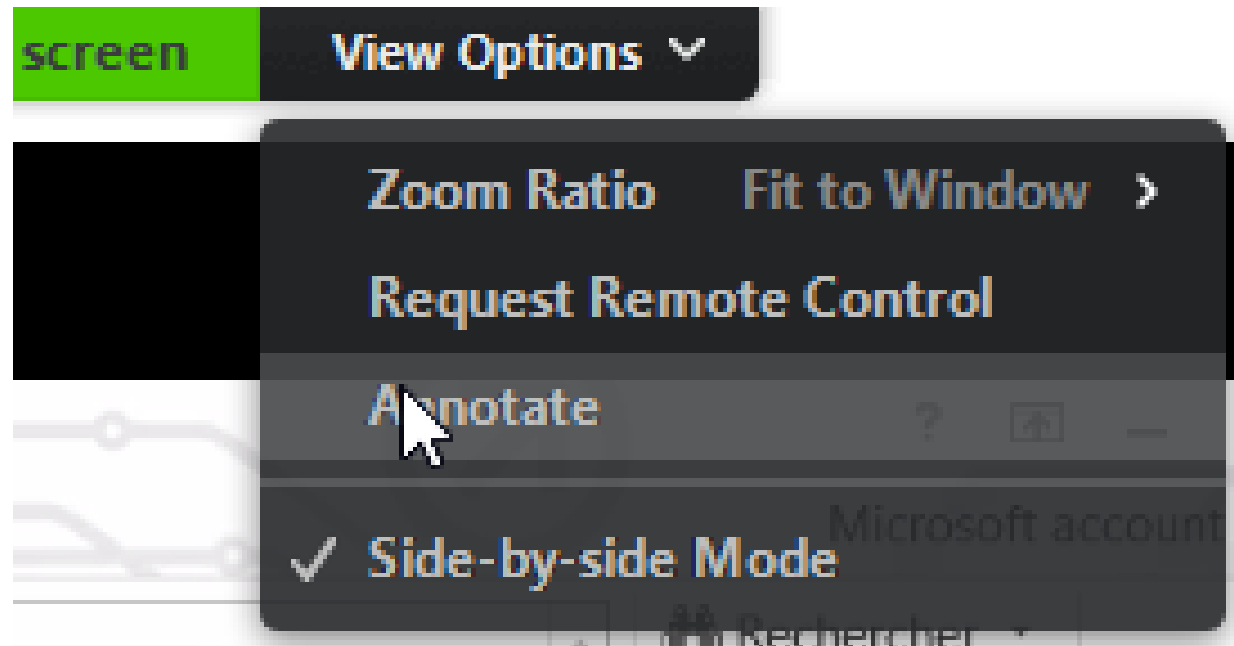 screen View Options
Zoom Ratio Fit to Window
Request Remote Control
Annotate
?
Microsoft account
Side-by-side Mode
Rechercher